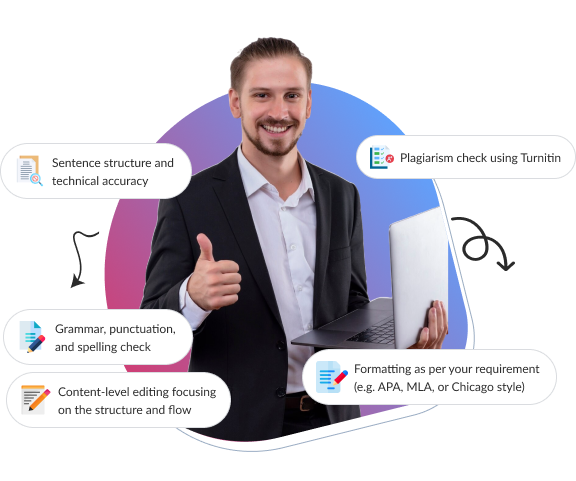 Sentence structure and
technical accuracy
Plagiarism check using Turnitin
Grammar, punctuation,
and spelling check
Content-level editing focusing
on the structure and flow
Formatting as per your requirement
(e.g. APA, MLA, or Chicago style)